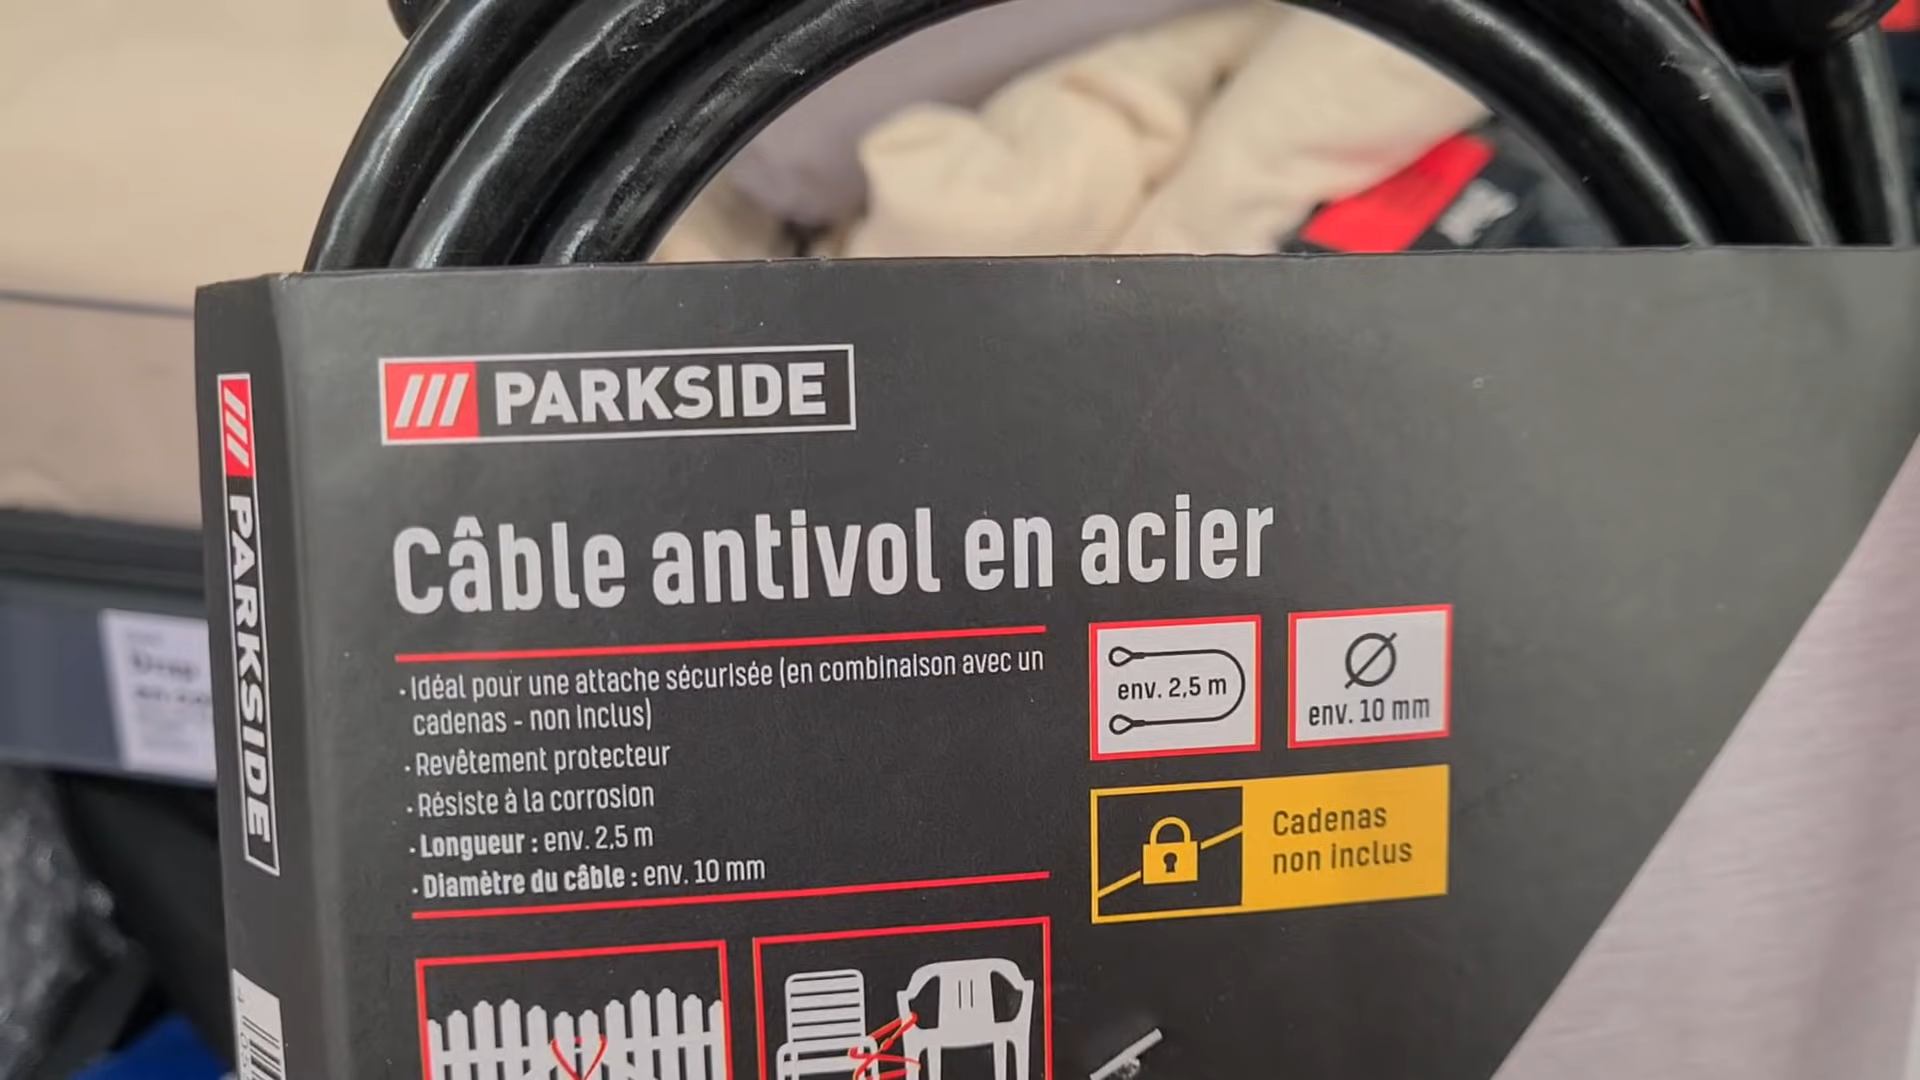 PARKSIDE
PARKSIDE
Câble antivol en acier
· Idéal pour une attache sécurisée (en combinaison avec un
cadenas - non inclus)
· Revêtement protecteur
· Résiste à la corrosion
· Longueur : env. 2,5 m
· Diamètre du câble : env. 10 mm
env. 2,5 m
env. 10 mm
Cadenas
non inclus